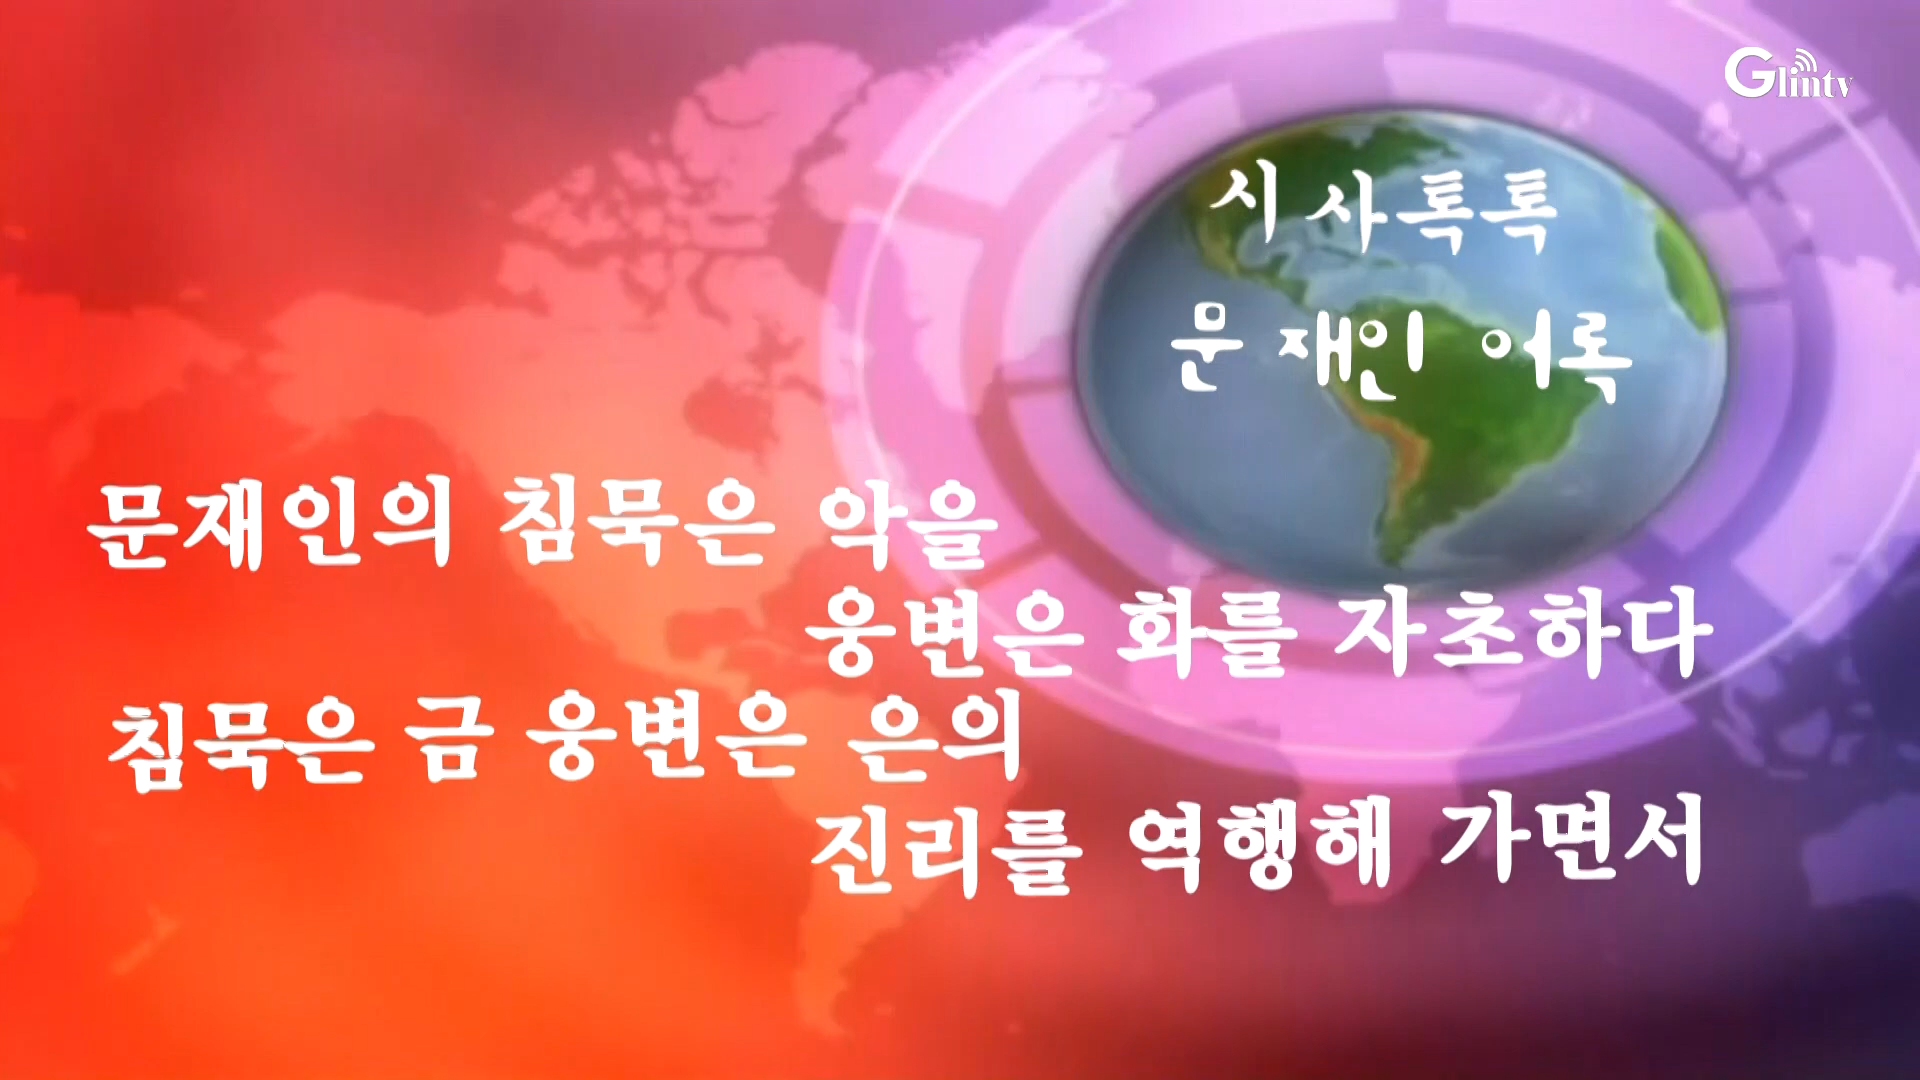 Glintv
시사톡톡
문재인 어록
문재인의 침묵은 악을
웅변은 화를 자초하다
침묵은 금 웅변은 은의
진리를 역행해 가면서